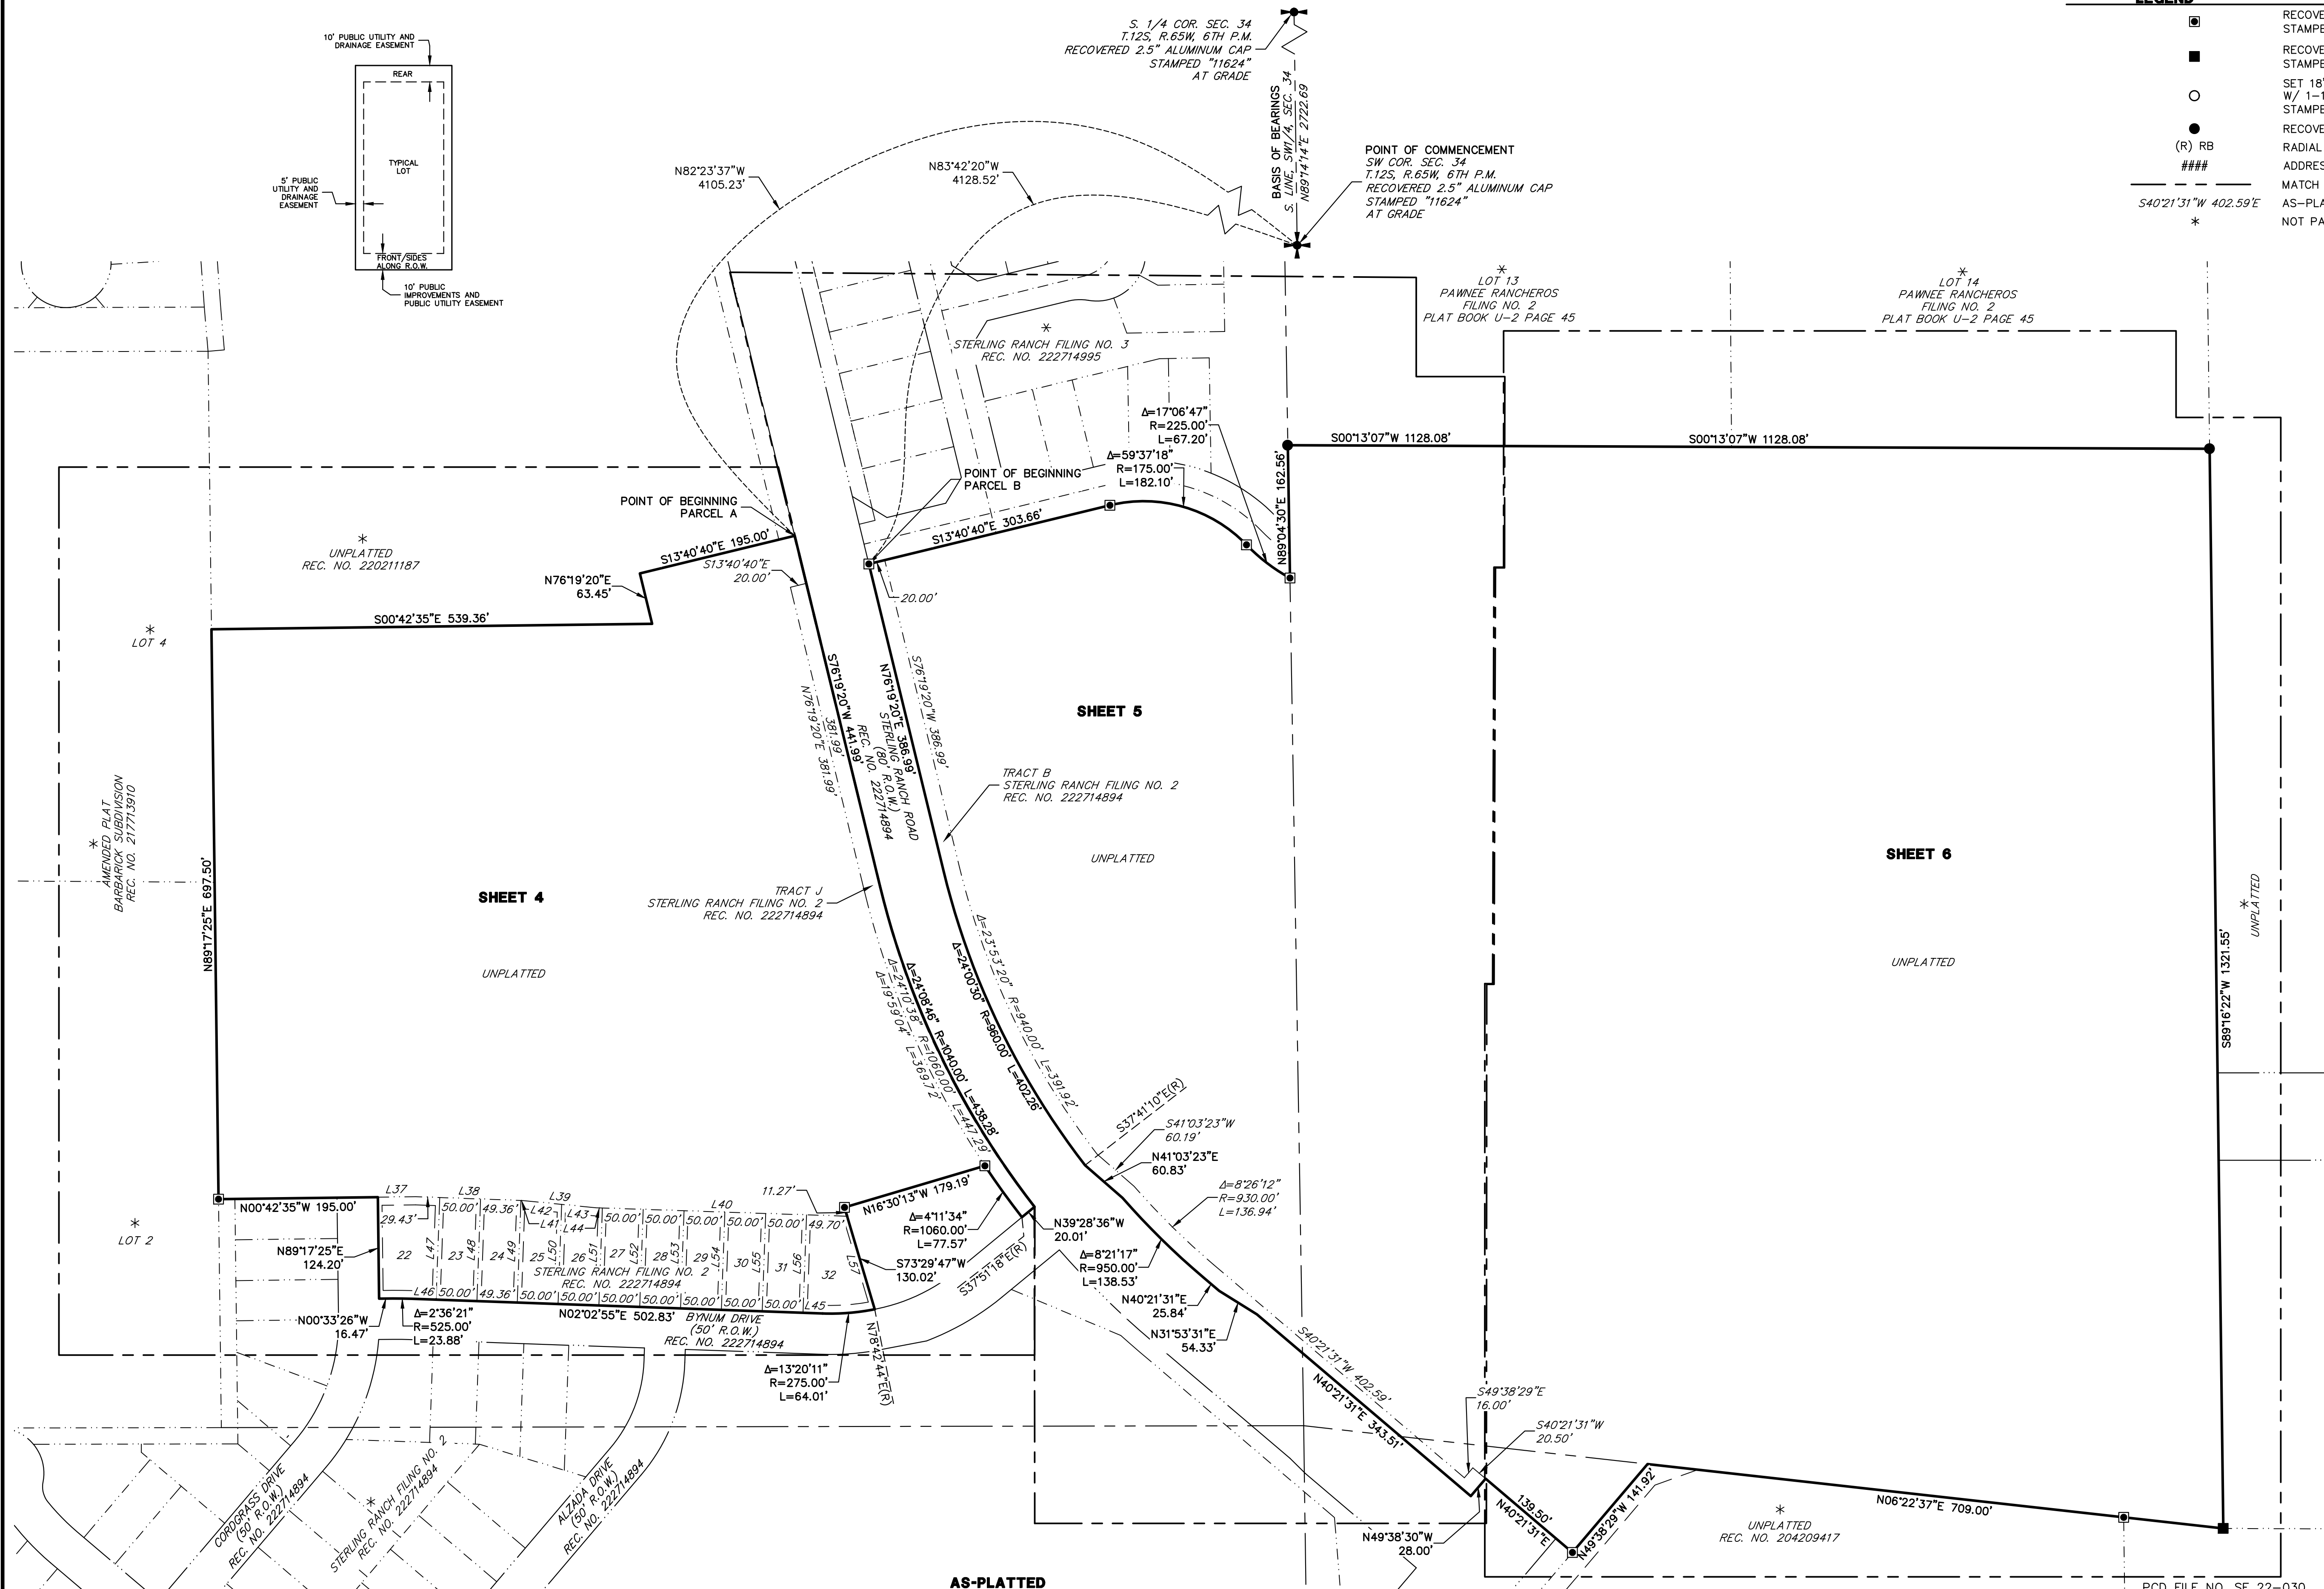 10' PUBLIC UTILITY AND
DRAINAGE EASEMENT
REAR
TYPICAL
LOT
5' PUBLIC
UTILITY AND
DRAINAGE
EASEMENT
FRONT/SIDES
ALONG R.O.W.
10' PUBLIC
IMPROVEMENTS AND
PUBLIC UTILITY EASEMENT
S. 1/4 COR. SEC. 34
T.12S, R.65W, 6TH P.M.
RECOVERED 2.5" ALUMINUM CAP
STAMPED "11624"
AT GRADE
BASIS OF BEARINGS
S. LINE, SW1/4, SEC. 34
N89°14'14"E 2722.69
POINT OF COMMENCEMENT
SW COR. SEC. 34
T.12S, R.65W, 6TH P.M.
RECOVERED 2.5" ALUMINUM CAP
STAMPED "11624"
AT GRADE
LEGEND
(R) RB
RADIAL
####
MATCH
S40°21'31"W 402.59'E
*
N82°23'37"W
4105.23'
N83°42'20"W
4128.52'
*
LOT 13
PAWNEE RANCHEROS
FILING NO. 2
PLAT BOOK U-2 PAGE 45
*
LOT 14
PAWNEE RANCHEROS
FILING NO. 2
PLAT BOOK U-2 PAGE 45
*
STERLING RANCH FILING NO. 3
REC. NO. 222714995
Δ=17°06'47"
R=225.00'
L=67.20'
Δ=59°37'18"
R=175.00'
L=182.10'
S00°13'07"W 1128.08'
S00°13'07"W 1128.08'
N89°04'30"E 162.56'
POINT OF BEGINNING
PARCEL B
POINT OF BEGINNING
PARCEL A
S13°40'40"E 303.66'
S13°40'40"E 195.00'
S13°40'40"E
20.00'
20.00'
*
UNPLATTED
REC. NO. 220211187
N76°19'20"E
63.45'
S00°42'35"E 539.36'
*
LOT 4
S76°19'20"W 441.99'
381.99'
N76°19'20"E 381.99'
N76°19'20"E 386.99'
STERLING RANCH ROAD
(80' R.O.W.)
REC. NO. 222714894
S76°19'20"W 386.99'
SHEET 5
TRACT B
STERLING RANCH FILING NO. 2
REC. NO. 222714894
UNPLATTED
SHEET 6
UNPLATTED
*
UNPLATTED
S89°16'22"W 1321.55'
*
AMENDED PLAT
BARBARICK SUBDIVISION
REC. NO. 217713910
N89°17'25"E 697.50'
SHEET 4
UNPLATTED
TRACT J
STERLING RANCH FILING NO. 2
REC. NO. 222714894
Δ=24°08'46" R=1040.00' L=438.28'
Δ=24°10'38" R=1060.00' L=447.29'
Δ=19°59'04" L=369.72'
Δ=24°00'30" R=960.00' L=402.26'
Δ=23°53'20" R=940.00' L=391.92'
S37°41'10"E(R)
S41°03'23"W
60.19'
N41°03'23"E
60.83'
Δ=8°26'12"
R=930.00'
L=136.94'
*
LOT 2
N00°42'35"W 195.00'
N89°17'25"E
124.20'
L37
L38
L39
L40
11.27'
N16°30'13"W 179.19'
29.43'
50.00'
49.36'
L42
L41
L43
L44
50.00'
50.00'
50.00'
50.00'
50.00'
49.70'
22
L47
23
L48
24
L49
25
L50
26
L51
27
L52
28
L53
29
L54
30
L55
31
L56
32
L57
STERLING RANCH FILING NO. 2
REC. NO. 222714894
L46
50.00'
49.36'
50.00'
50.00'
50.00'
50.00'
50.00'
50.00'
50.00'
L45
Δ=4°11'34"
R=1060.00'
L=77.57'
S73°29'47"W
130.02'
N39°28'36"W
20.01'
S37°51'18"E(R)
Δ=8°21'17"
R=950.00'
L=138.53'
N40°21'31"E
25.84'
N31°53'31"E
54.33'
N00°33'26"W
16.47'
Δ=2°36'21"
R=525.00'
L=23.88'
N02°02'55"E 502.83'
BYNUM DRIVE
(50' R.O.W.)
REC. NO. 222714894
N78°42'44"E(R)
Δ=13°20'11"
R=275.00'
L=64.01'
S40°21'31"W 402.59'
N40°21'31"E 343.51'
S49°38'29"E
16.00'
S40°21'31"W
20.50'
139.50'
N40°21'31"E
N49°38'29"W 141.92'
N06°22'37"E 709.00'
*
UNPLATTED
REC. NO. 204209417
N49°38'30"W
28.00'
CORDGRASS DRIVE
(50' R.O.W.)
REC. NO. 222714894
*
STERLING RANCH FILING NO. 2
REC. NO. 222714894
ALZADA DRIVE
(50' R.O.W.)
REC. NO. 222714894
AS-PLATTED
PCD FILE NO. SF 22-030